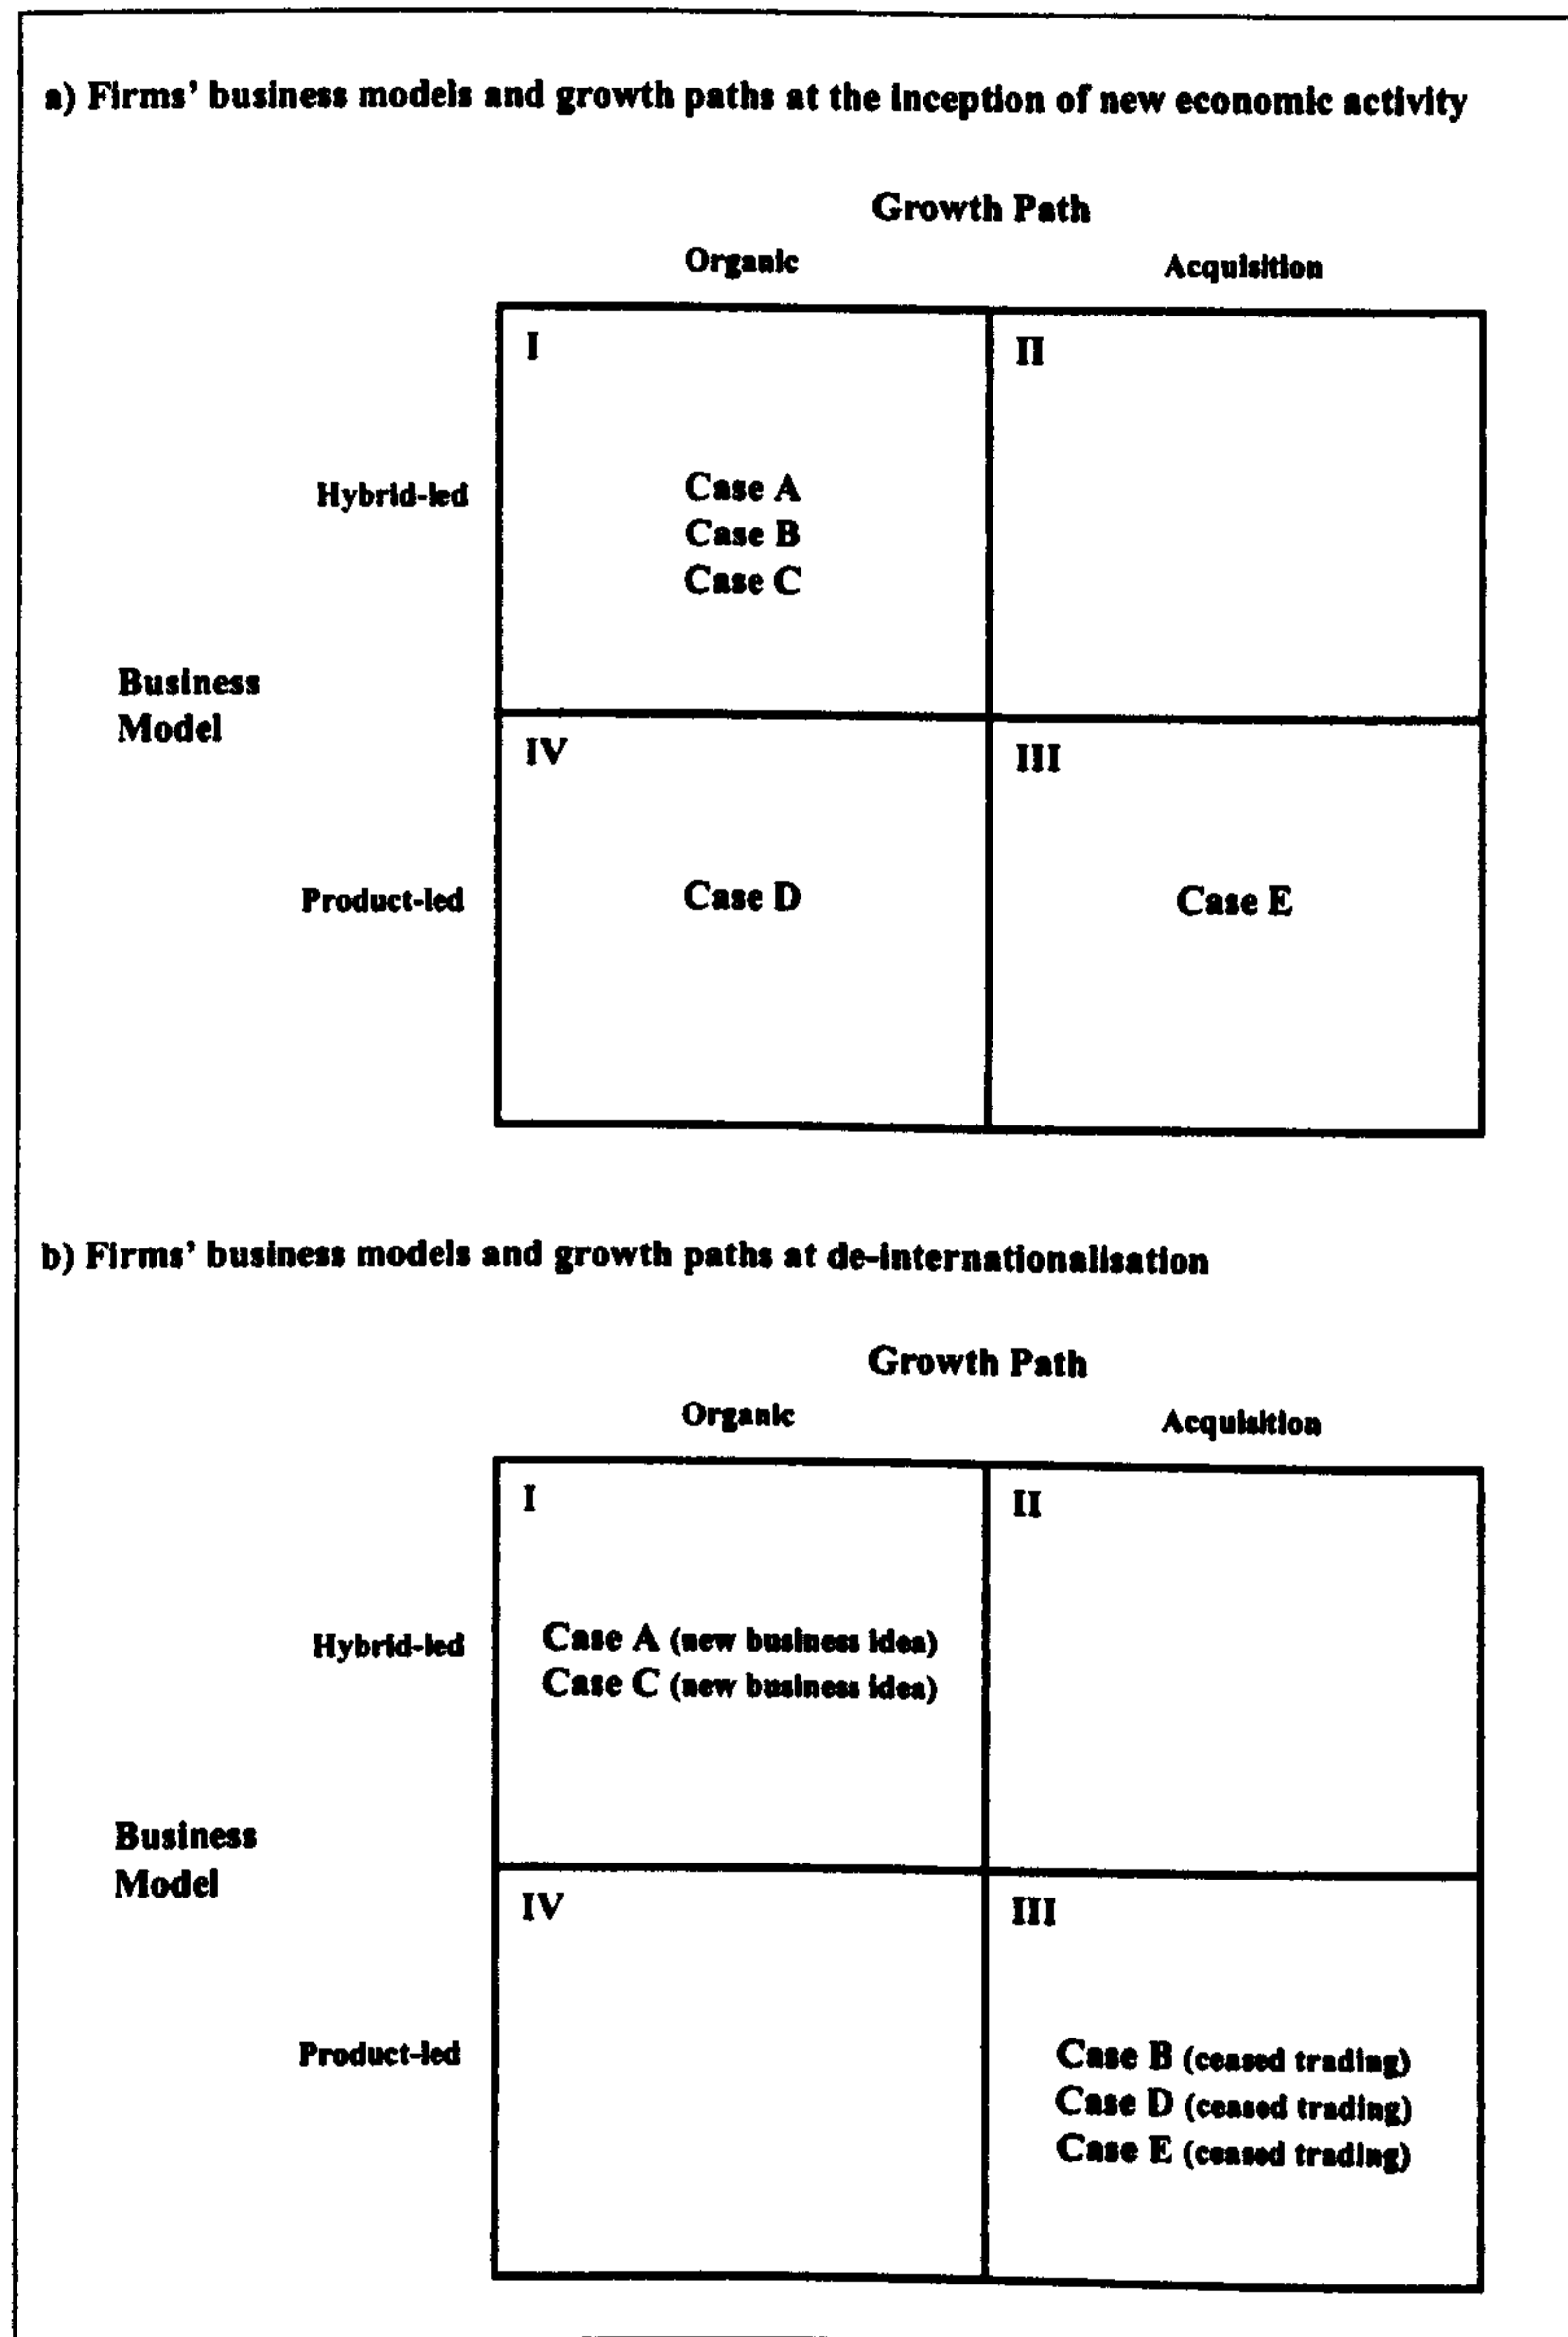 a) Firms' business models and growth paths at the inception of new economic activity
Growth Path
Organic
Acquisition
I
II
Hybrid-led
Case A
Case B
Case C
Business
Model
IV
III
Product-led
Case D
Case E
b) Firms' business models and growth paths at de-internationalisation
Growth Path
Organic
Acquisition
I
II
Hybrid-led
Case A (new business idea)
Case C (new business idea)
Business
Model
IV
III
Product-led
Case B (ceased trading)
Case D (ceased trading)
Case E (ceased trading)